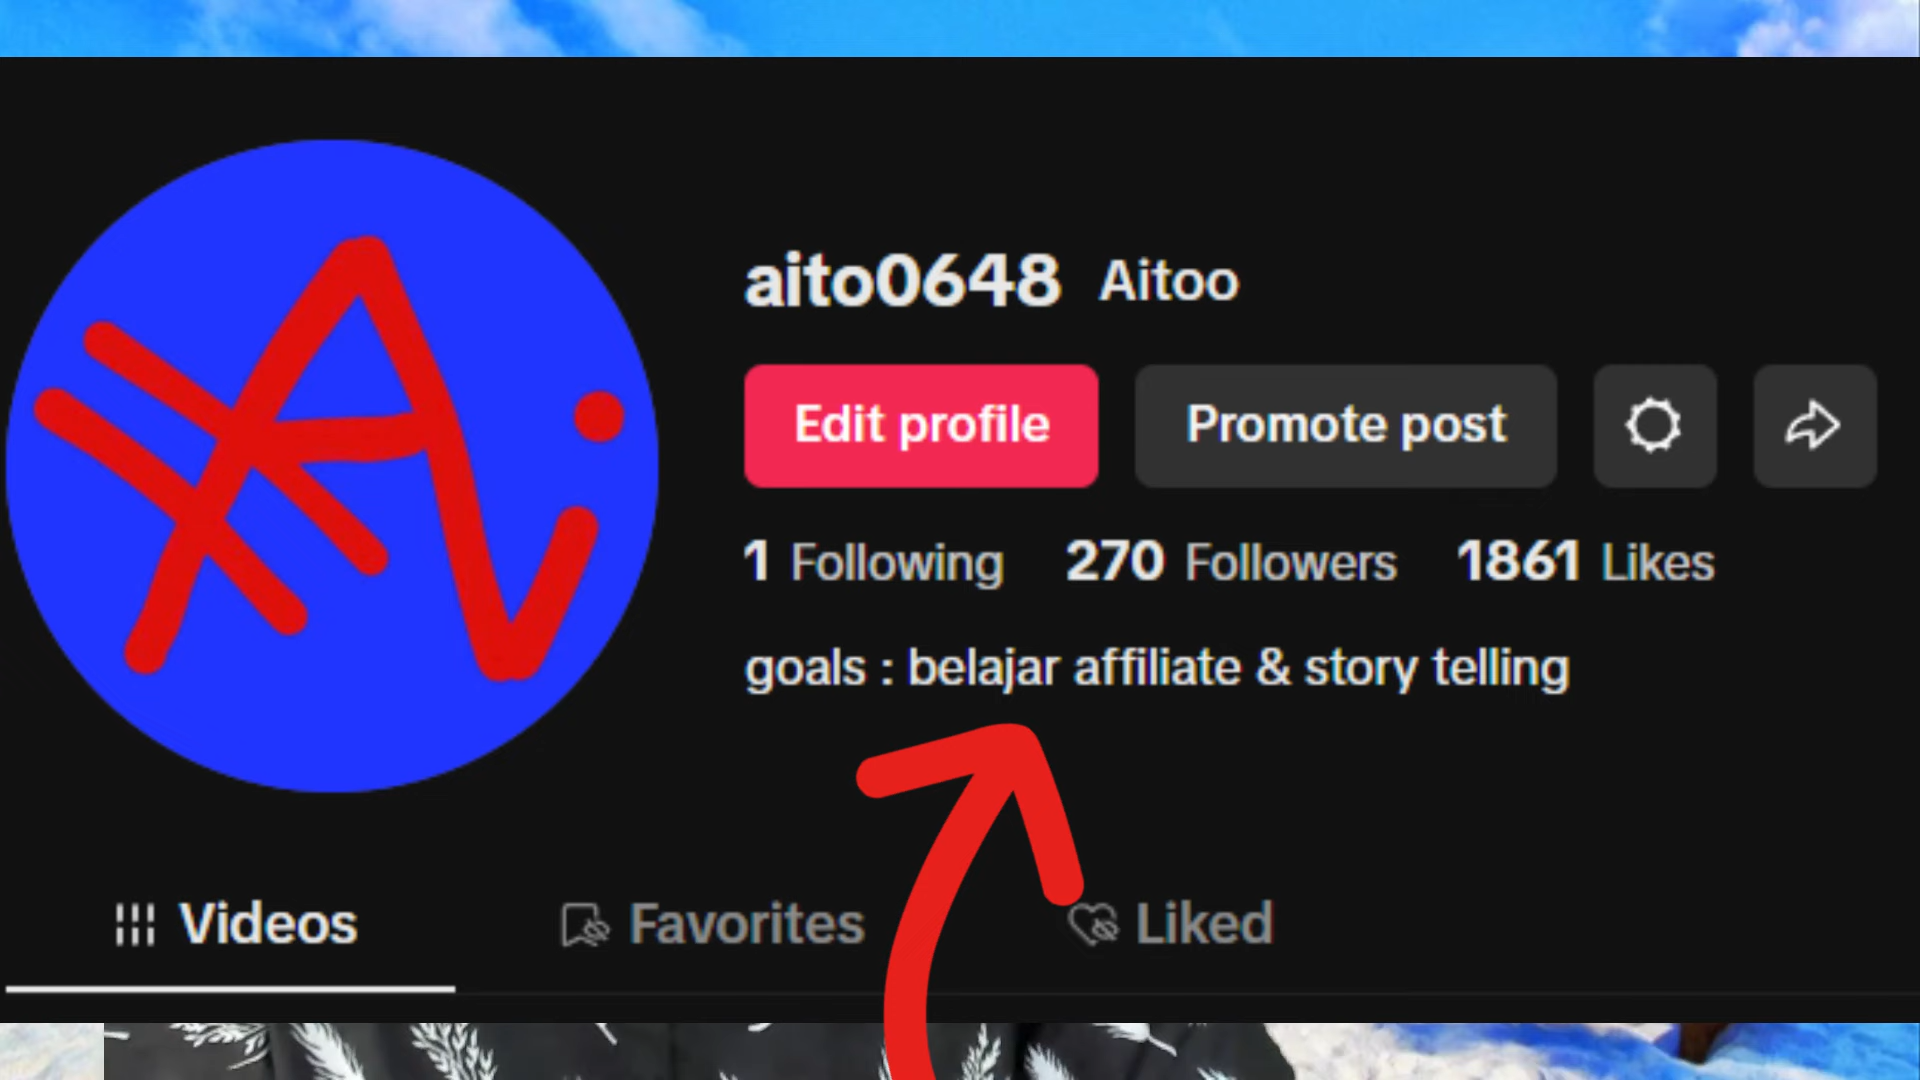 aito0648 Aitoo
Edit profile Promote post
1 Following 270 Followers 1861 Likes
goals : belajar affiliate & story telling
Videos Favorites Liked